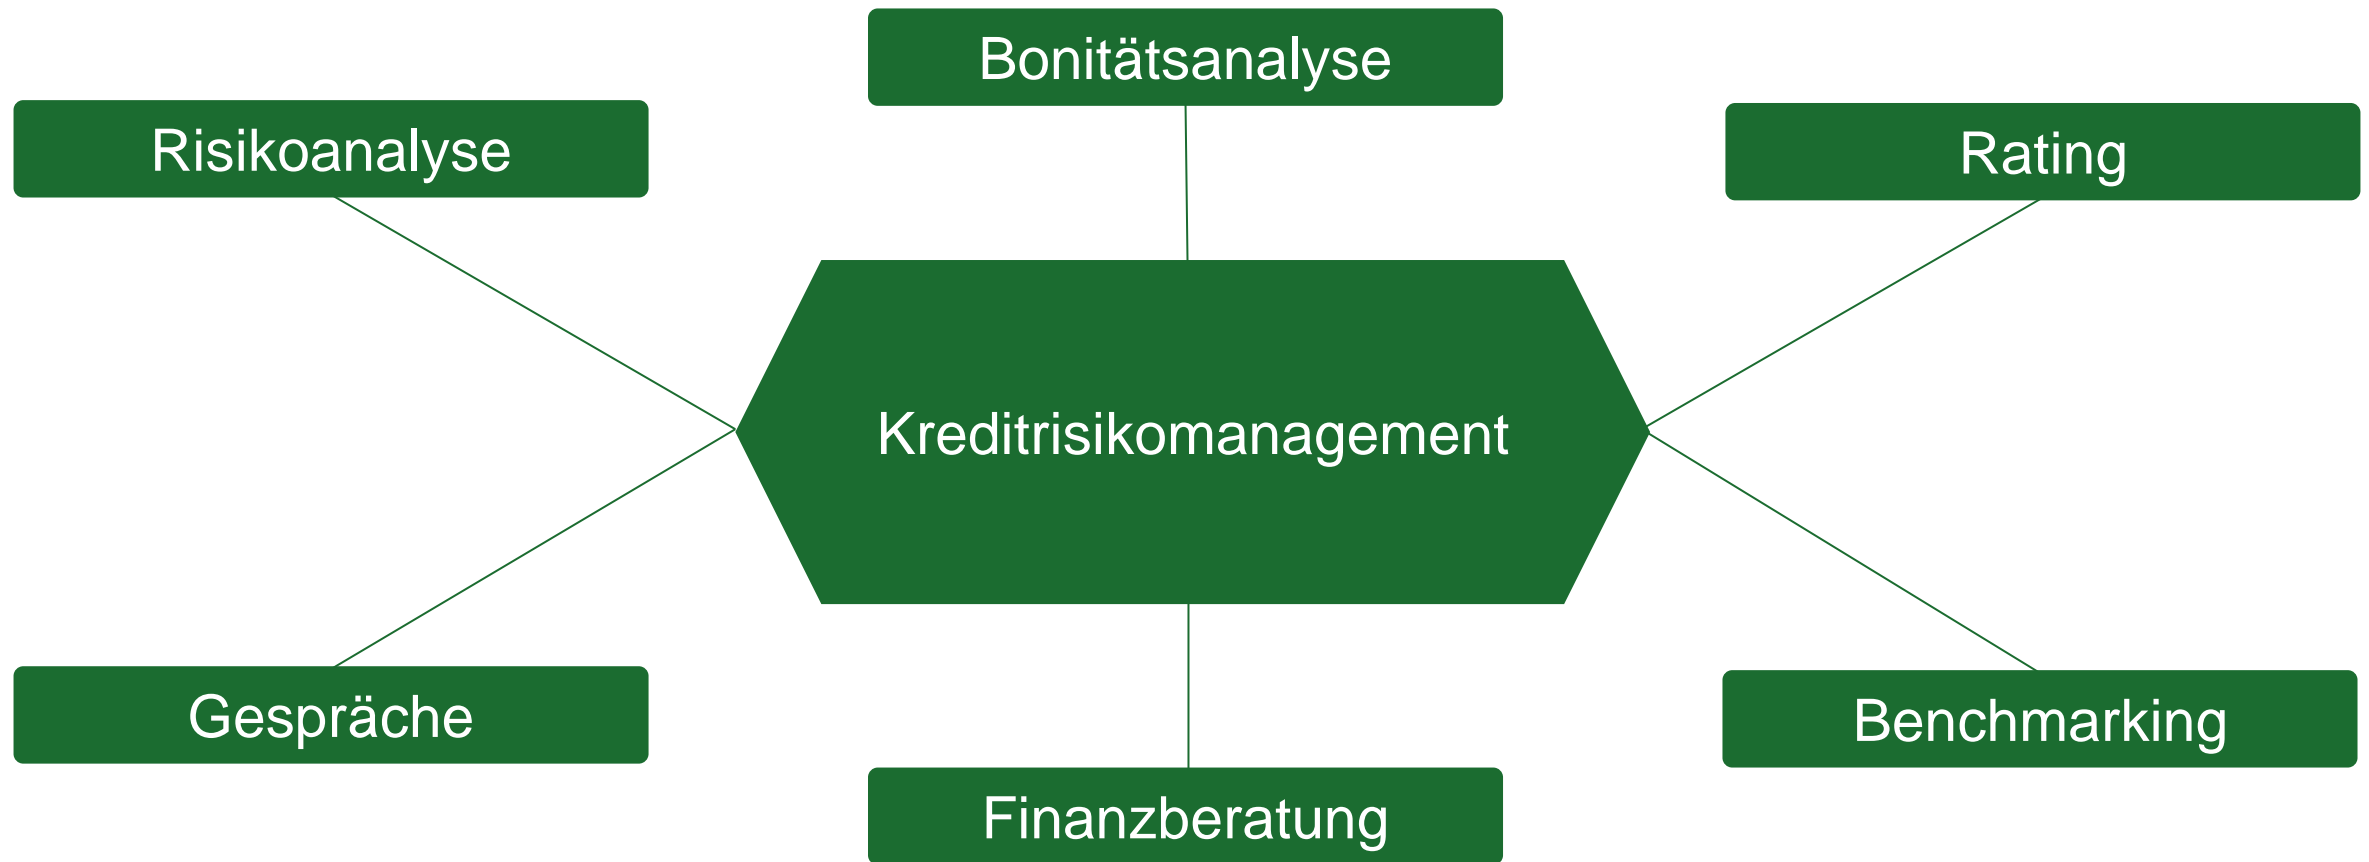 Bonitätsanalyse
Risikoanalyse
Rating
Kreditrisikomanagement
Gespräche
Benchmarking
Finanzberatung